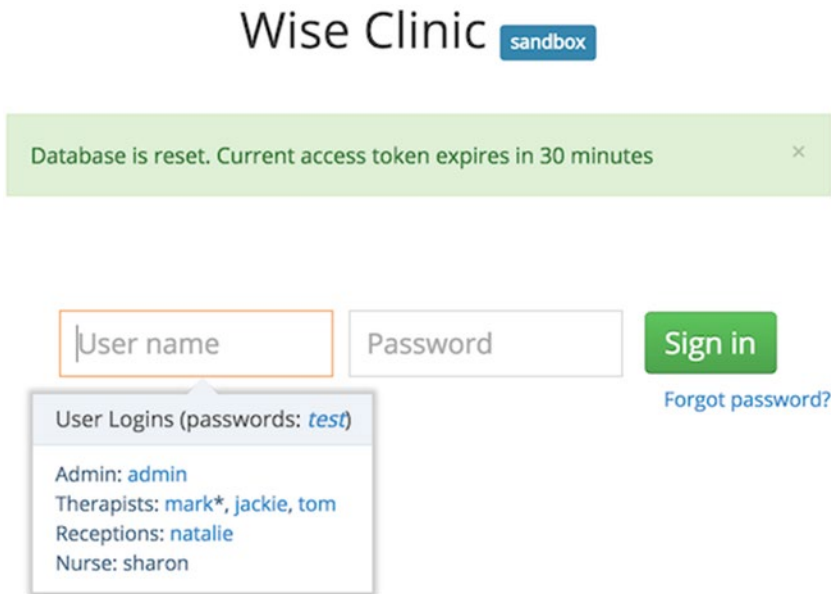 Wise Clinic sandbox
Database is reset. Current access token expires in 30 minutes ×
User name Password Sign in
Forgot password?
User Logins (passwords: test)
Admin: admin
Therapists: mark*, jackie, tom
Receptions: natalie
Nurse: sharon